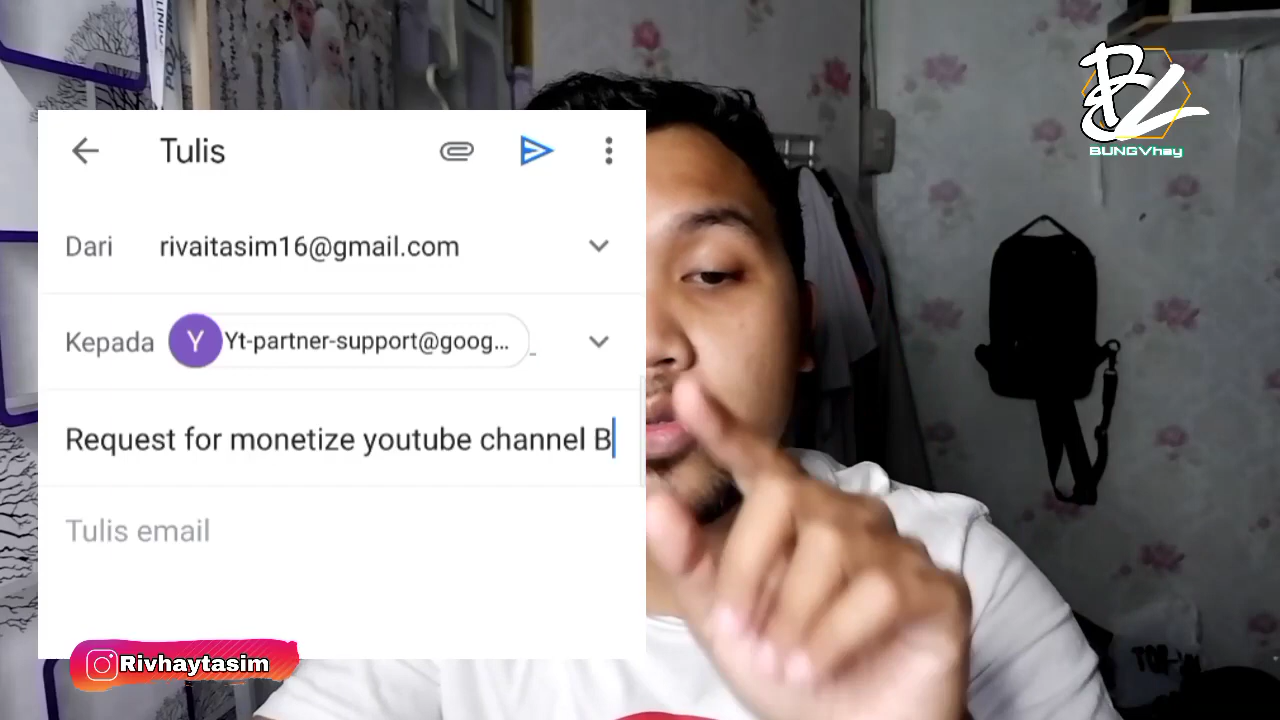 Tulis
Dari rivaitasim16@gmail.com
Kepada Y Yt-partner-support@goog...
Request for monetize youtube channel B
Tulis email
Rivhaytasim
BUNGVhay